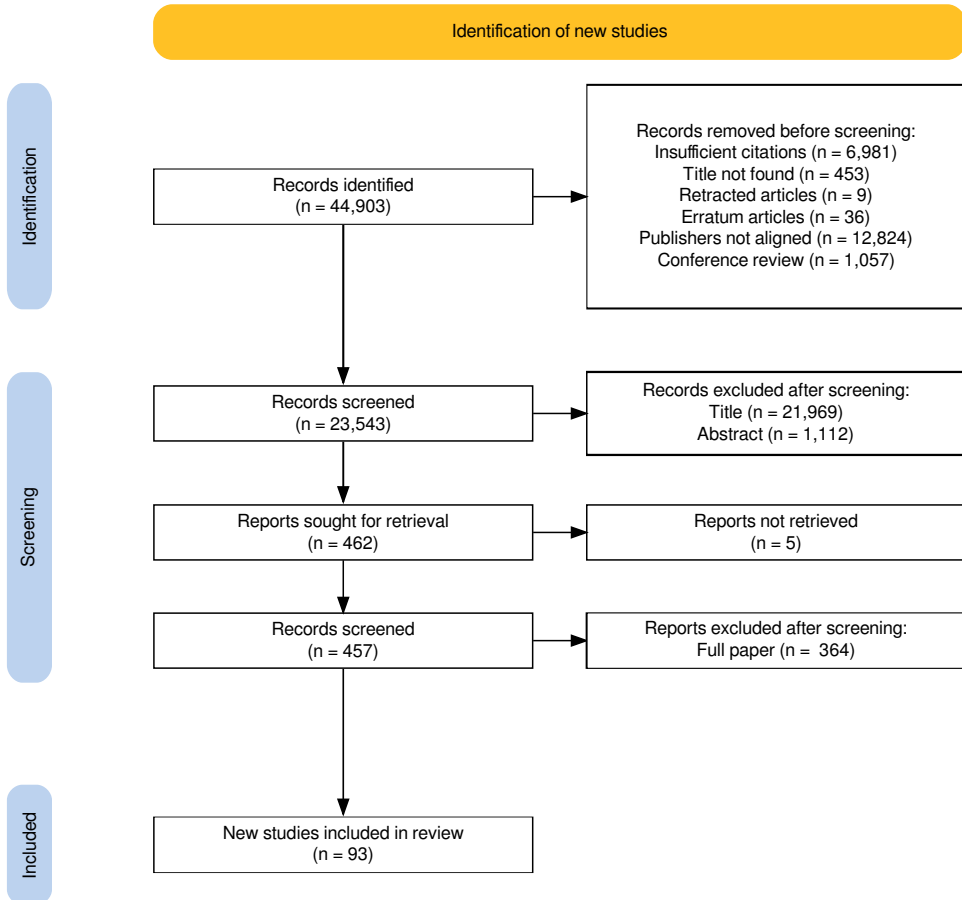 Identification of new studies
Identification
Records identified
(n = 44,903)
Records removed before screening:
Insufficient citations (n = 6,981)
Title not found (n = 453)
Retracted articles (n = 9)
Erratum articles (n = 36)
Publishers not aligned (n = 12,824)
Conference review (n = 1,057)
Screening
Records screened
(n = 23,543)
Records excluded after screening:
Title (n = 21,969)
Abstract (n = 1,112)
Reports sought for retrieval
(n = 462)
Reports not retrieved
(n = 5)
Records screened
(n = 457)
Reports excluded after screening:
Full paper (n =  364)
Included
New studies included in review
(n = 93)